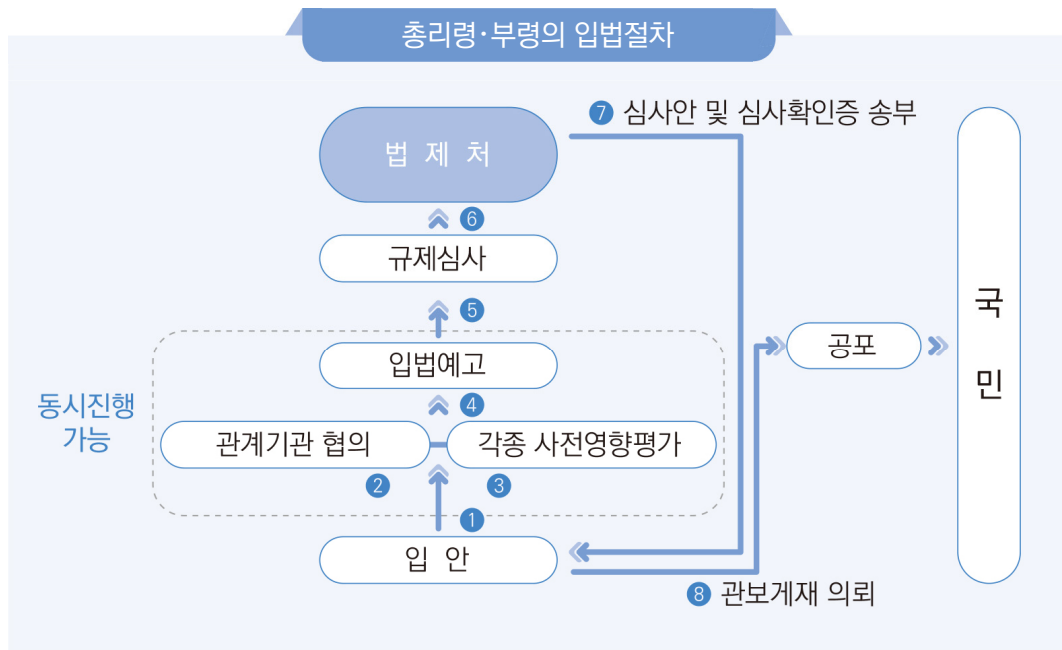 총리령·부령의 입법절차
7 심사안 및 심사확인증 송부
법 제 처
6
규제심사
5
입법예고
4
동시진행
가능
관계기관 협의
각종 사전영향평가
2
3
1
입 안
8 관보게재 의뢰
공포
국
민